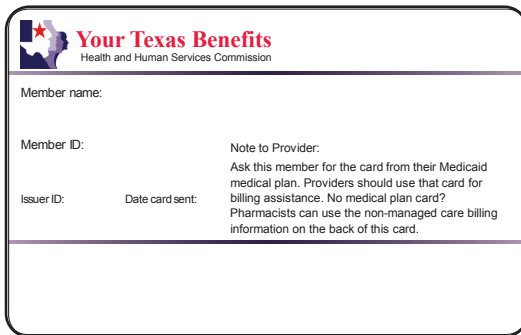 Your Texas Benefits
Health and Human Services Commission
Member name:
Member ID:
Note to Provider:
Ask this member for the card from their Medicaid
medical plan. Providers should use that card for
billing assistance. No medical plan card?
Pharmacists can use the non-managed care billing
information on the back of this card.
Issuer ID:
Date card sent: